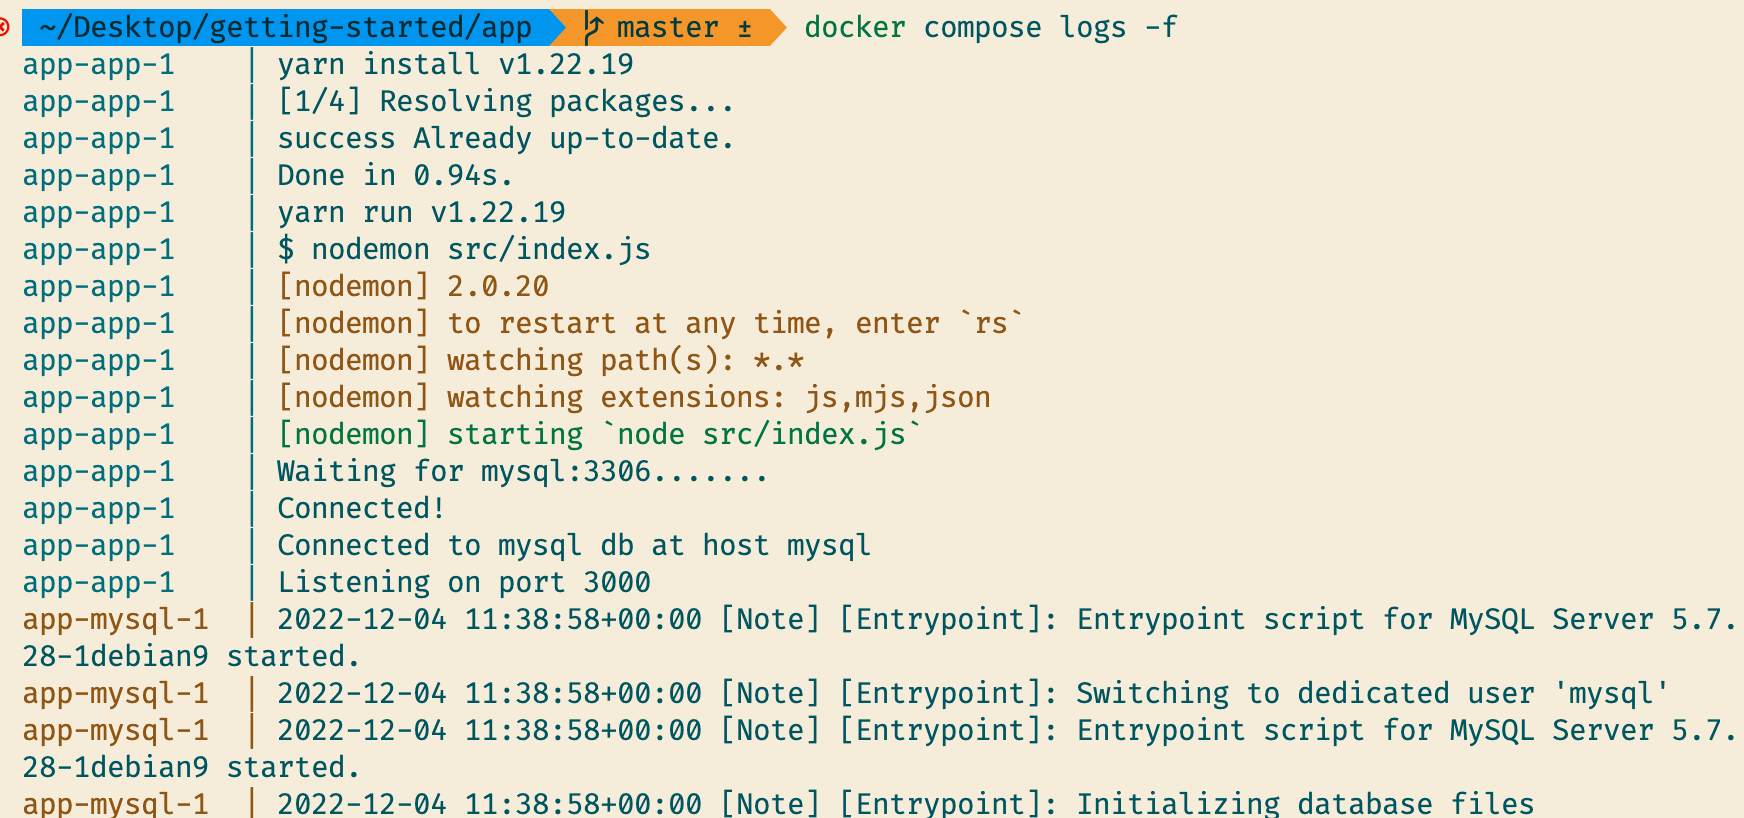 ~/Desktop/getting-started/app master ± docker compose logs -f
app-app-1 | yarn install v1.22.19
app-app-1 | [1/4] Resolving packages...
app-app-1 | success Already up-to-date.
app-app-1 | Done in 0.94s.
app-app-1 | yarn run v1.22.19
app-app-1 | $ nodemon src/index.js
app-app-1 | [nodemon] 2.0.20
app-app-1 | [nodemon] to restart at any time, enter `rs`
app-app-1 | [nodemon] watching path(s): *.*
app-app-1 | [nodemon] watching extensions: js,mjs,json
app-app-1 | [nodemon] starting `node src/index.js`
app-app-1 | Waiting for mysql:3306.......
app-app-1 | Connected!
app-app-1 | Connected to mysql db at host mysql
app-app-1 | Listening on port 3000
app-mysql-1 | 2022-12-04 11:38:58+00:00 [Note] [Entrypoint]: Entrypoint script for MySQL Server 5.7.
28-1debian9 started.
app-mysql-1 | 2022-12-04 11:38:58+00:00 [Note] [Entrypoint]: Switching to dedicated user 'mysql'
app-mysql-1 | 2022-12-04 11:38:58+00:00 [Note] [Entrypoint]: Entrypoint script for MySQL Server 5.7.
28-1debian9 started.
app-mysql-1 | 2022-12-04 11:38:58+00:00 [Note] [Entrypoint]: Initializing database files